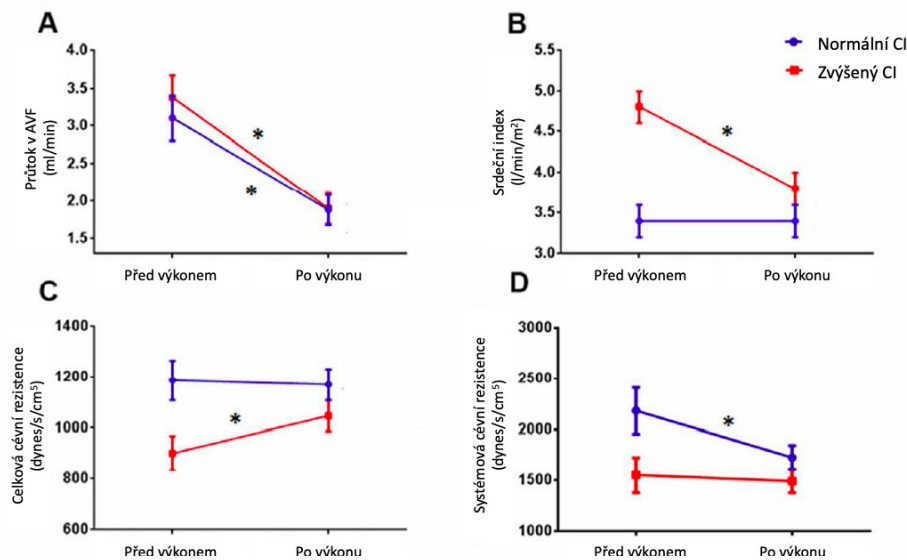 A
4.0
3.5
3.0
2.5
2.0
1.5
Průtok v AVF
(ml/min)
*
*
Před výkonem
Po výkonu
B
5.5
5.0
4.5
4.0
3.5
3.0
Srdeční index
(l/min/m²)
*
Před výkonem
Po výkonu
Normální CI
Zvýšený CI
C
1400
1200
1000
800
600
Celková cévní rezistence
(dynes/s/cm⁵)
*
Před výkonem
Po výkonu
D
3000
2000
1500
1000
Systémová cévní rezistence
(dynes/s/cm⁵)
*
Před výkonem
Po výkonu